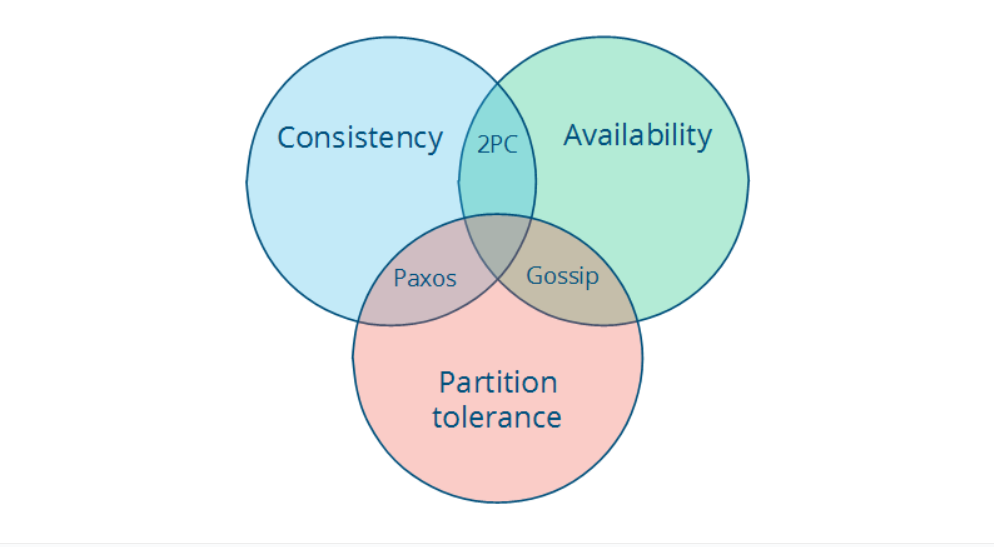 Consistency
2PC
Availability
Paxos
Gossip
Partition
tolerance